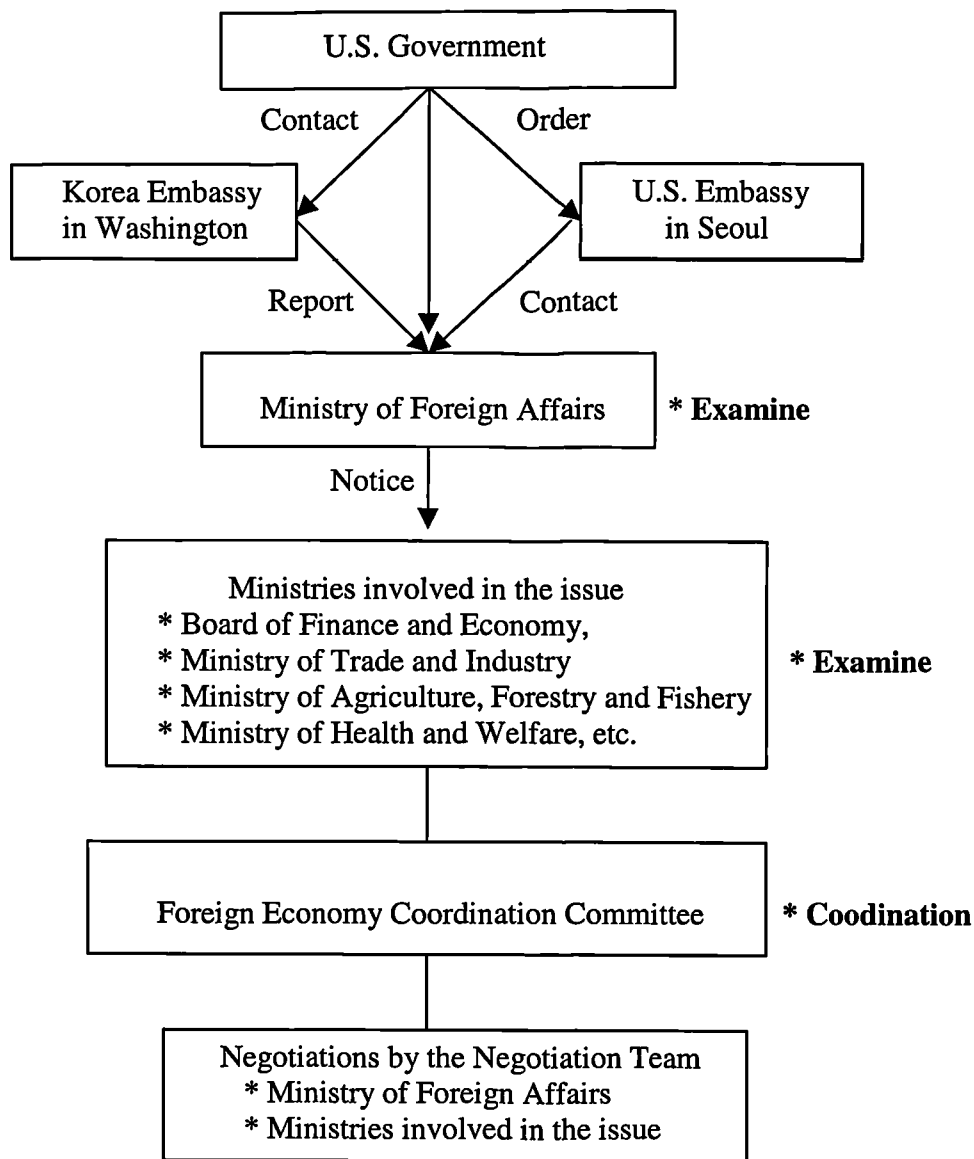 U.S. Government
Contact
Order
Korea Embassy
in Washington
U.S. Embassy
in Seoul
Report
Contact
Ministry of Foreign Affairs
* Examine
Notice
Ministries involved in the issue
* Board of Finance and Economy,
* Ministry of Trade and Industry
* Ministry of Agriculture, Forestry and Fishery
* Ministry of Health and Welfare, etc.
* Examine
Foreign Economy Coordination Committee
* Coodination
Negotiations by the Negotiation Team
* Ministry of Foreign Affairs
* Ministries involved in the issue